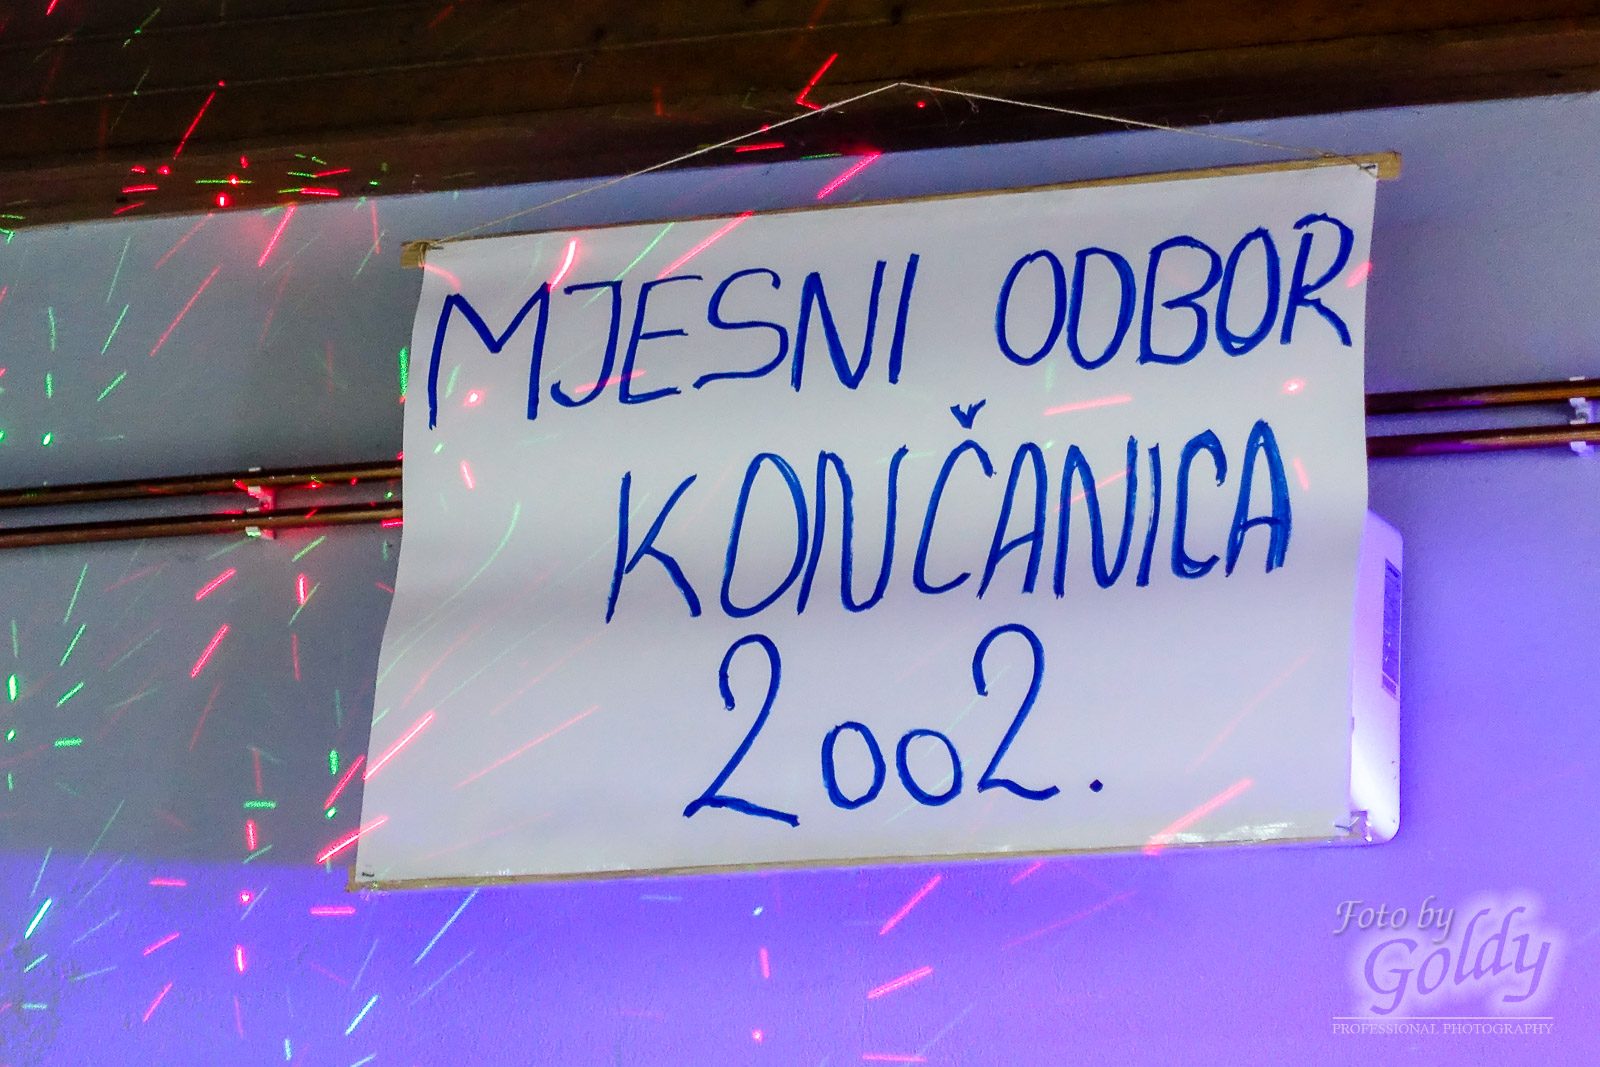 MJESNI ODBOR
KONČANICA
2002.
Foto by
Goldy
PROFESSIONAL PHOTOGRAPHY